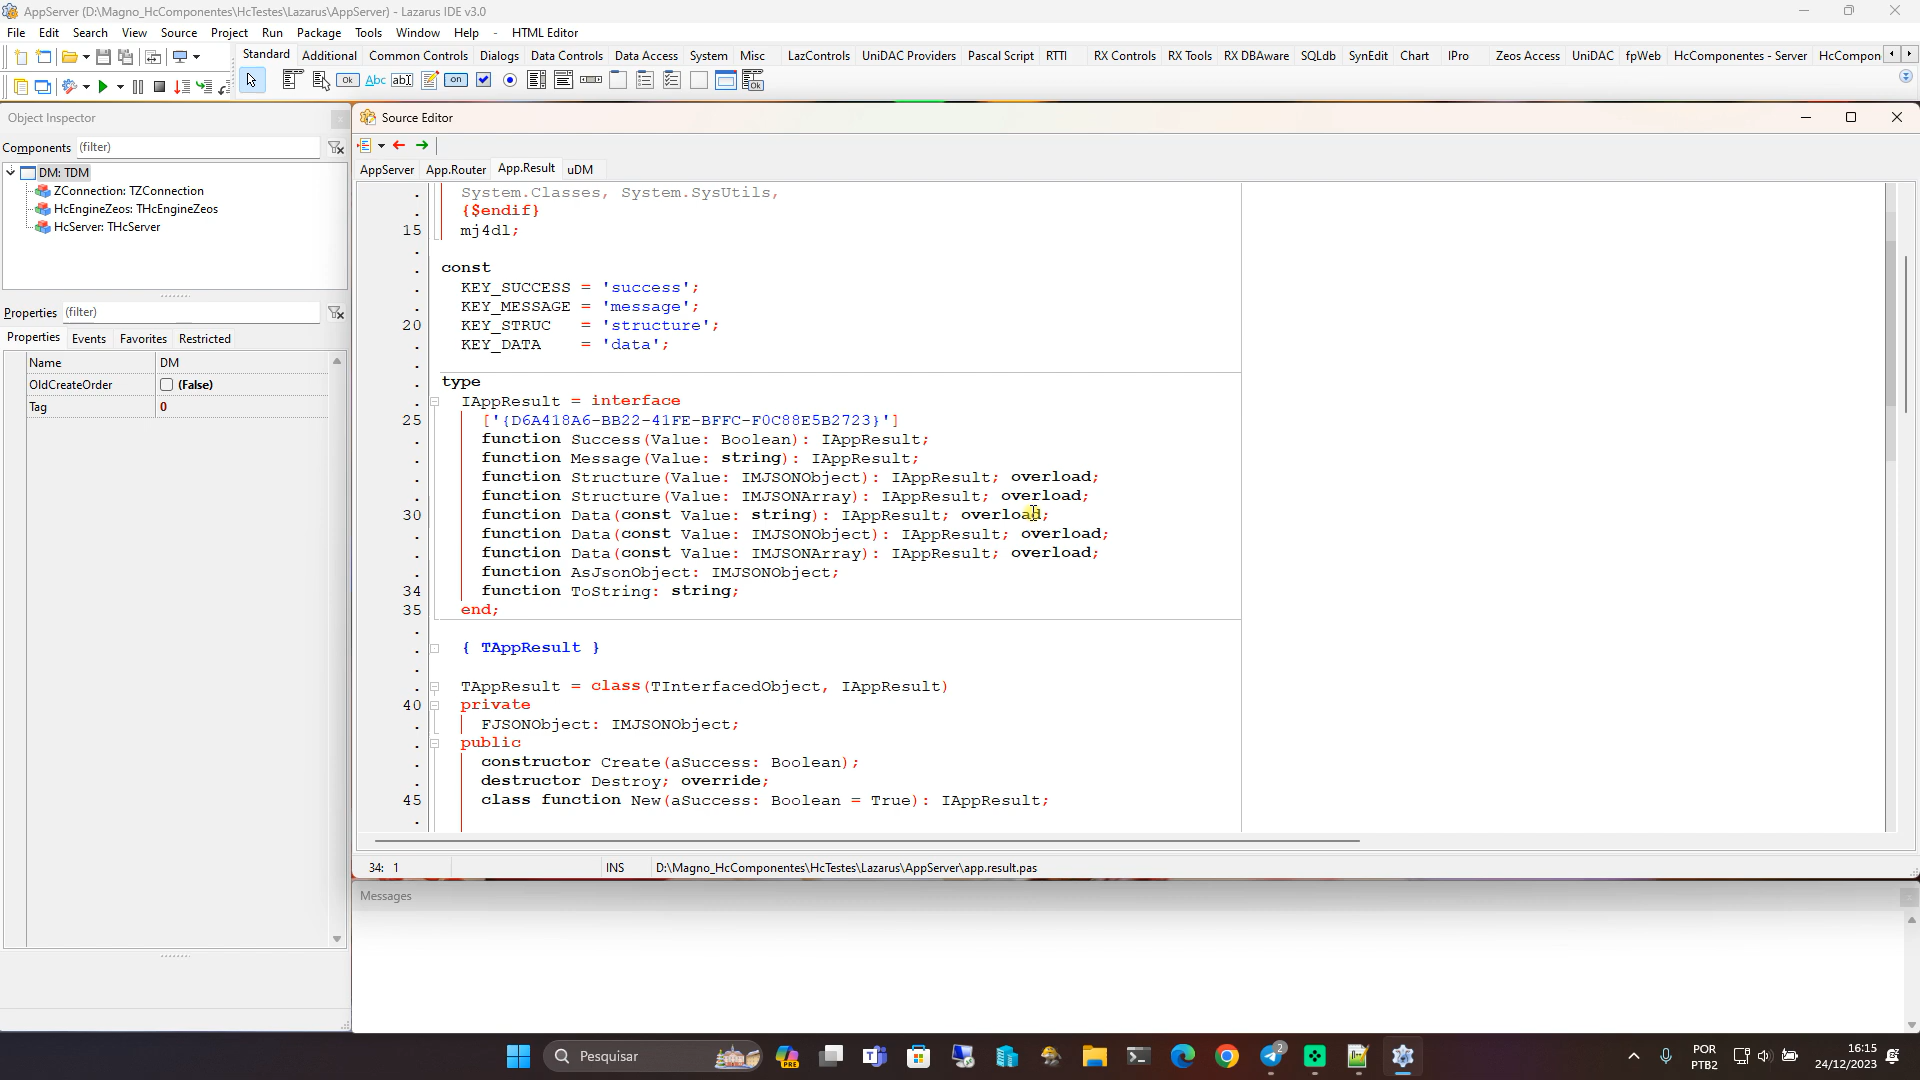 AppServer (D:\Magno_HcComponentes\HcTestes\Lazarus\AppServer) - Lazarus IDE v3.0
File Edit Search View Source Project Run Package Tools Window Help - HTML Editor
Standard Additional Common Controls Dialogs Data Controls Data Access System Misc LazControls UniDAC Providers Pascal Script RTTI RX Controls RX Tools RX DBAware SQLdb SynEdit Chart IPro Zeos Access UniDAC fpWeb HcComponentes - Server HcCompon
Ok Abc ab on Ok
Object Inspector
Components (filter)
DM: TDM
ZConnection: TZConnection
HcEngineZeos: THcEngineZeos
HcServer: THcServer
Properties (filter)
Properties Events Favorites Restricted
Name DM
OldCreateOrder (False)
Tag 0
Source Editor
AppServer App.Router App.Result uDM
System.Classes, System.SysUtils,
{$endif}
15 mj4dl;
const
KEY_SUCCESS = 'success';
KEY_MESSAGE = 'message';
20 KEY_STRUC = 'structure';
KEY_DATA = 'data';
type
IAppResult = interface
25 ['{D6A418A6-BB22-41FE-BFFC-F0C88E5B2723}']
function Success(Value: Boolean): IAppResult;
function Message(Value: string): IAppResult;
function Structure(Value: IMJSONObject): IAppResult; overload;
function Structure(Value: IMJSONArray): IAppResult; overload;
30 function Data(const Value: string): IAppResult; overload;
function Data(const Value: IMJSONObject): IAppResult; overload;
function Data(const Value: IMJSONArray): IAppResult; overload;
function AsJsonObject: IMJSONObject;
34 function ToString: string;
35 end;
{ TAppResult }
TAppResult = class(TInterfacedObject, IAppResult)
40 private
FJSONObject: IMJSONObject;
public
constructor Create(aSuccess: Boolean);
destructor Destroy; override;
45 class function New(aSuccess: Boolean = True): IAppResult;
34: 1 INS D:\Magno_HcComponentes\HcTestes\Lazarus\AppServer\app.result.pas
Messages
Pesquisar
PRE
2
POR
PTB2
16:15
24/12/2023